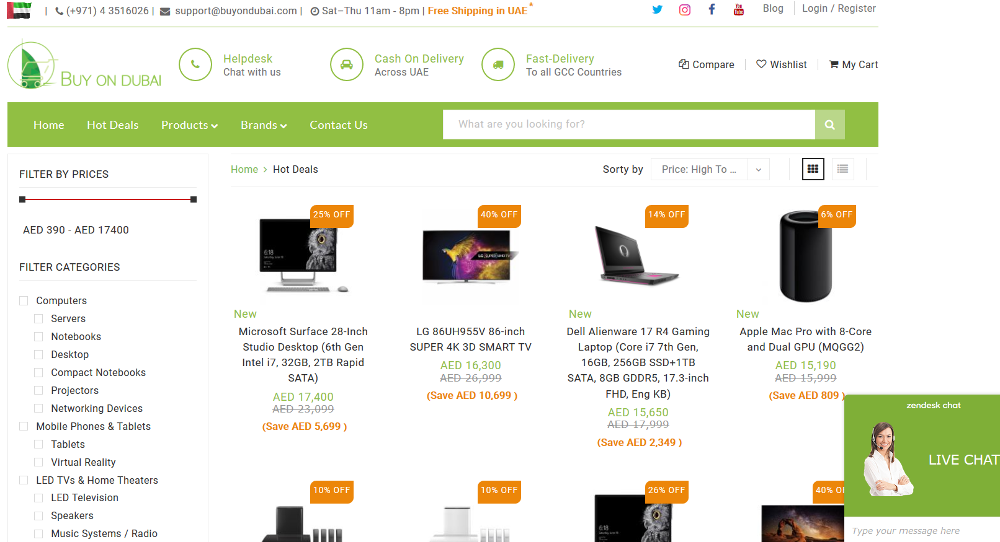 | (+971) 4 3516026 | support@buyondubai.com | Sat–Thu 11am - 8pm | Free Shipping in UAE*
Blog
Login / Register
BUY ON DUBAI
Helpdesk
Chat with us
Cash On Delivery
Across UAE
Fast-Delivery
To all GCC Countries
Compare
Wishlist
My Cart
Home
Hot Deals
Products
Brands
Contact Us
What are you looking for?
FILTER BY PRICES
AED 390 - AED 17400
FILTER CATEGORIES
Computers
Servers
Notebooks
Desktop
Compact Notebooks
Projectors
Networking Devices
Mobile Phones & Tablets
Tablets
Virtual Reality
LED TVs & Home Theaters
LED Television
Speakers
Music Systems / Radio
Home > Hot Deals
Sorty by
Price: High To ...
25% OFF
6:18
New
Microsoft Surface 28-Inch
Studio Desktop (6th Gen
Intel i7, 32GB, 2TB Rapid
SATA)
AED 17,400
AED 23,099
(Save AED 5,699 )
40% OFF
LG SUPER UHD TV
LG 86UH955V 86-inch
SUPER 4K 3D SMART TV
AED 16,300
AED 26,999
(Save AED 10,699 )
14% OFF
New
Dell Alienware 17 R4 Gaming
Laptop (Core i7 7th Gen,
16GB, 256GB SSD+1TB
SATA, 8GB GDDR5, 17.3-inch
FHD, Eng KB)
AED 15,650
AED 17,999
(Save AED 2,349 )
6% OFF
New
Apple Mac Pro with 8-Core
and Dual GPU (MQGG2)
AED 15,190
AED 15,999
(Save AED 809 )
10% OFF
10% OFF
26% OFF
6:18
40% OF
zendesk chat
LIVE CHAT
Type your message here